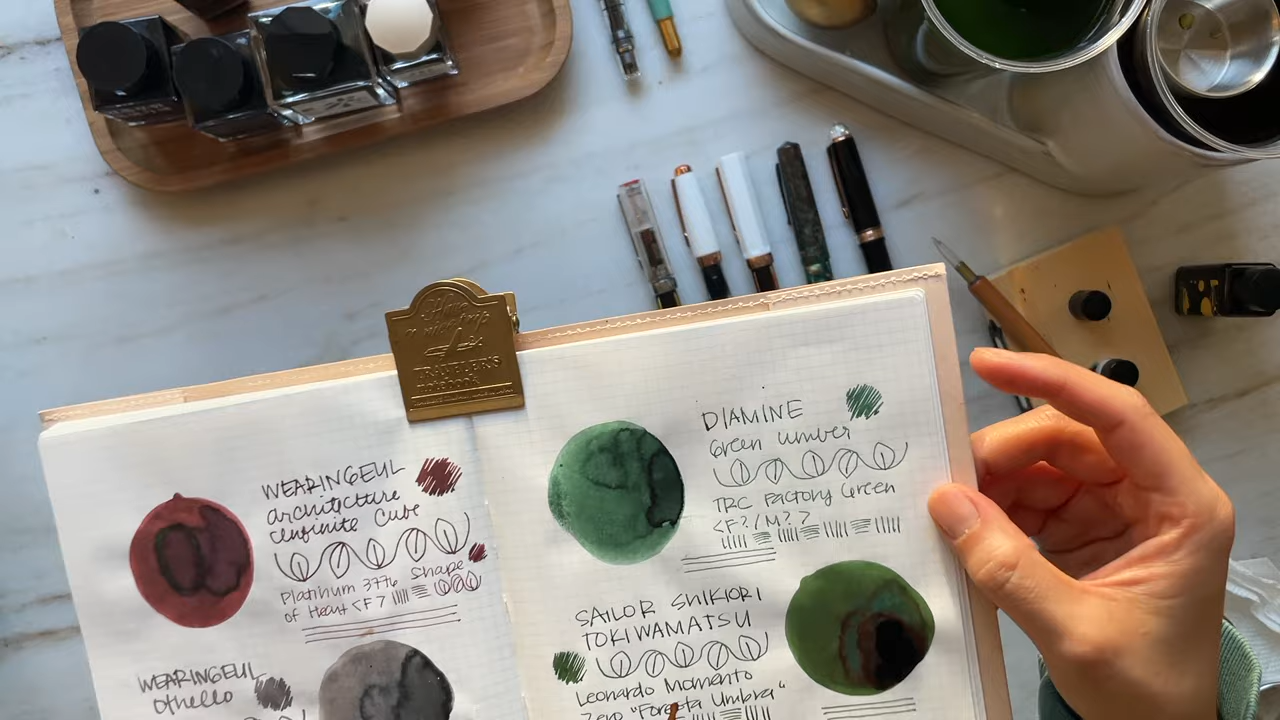 TRAVELER'S
notebook
WEARINGEUL
architecture
infinite Cube
Platinum 3776 Shape
of Heart <F>
WEARINGEUL
othello
DIAMINE
Green Umber
TRC Factory Green
<F?/M?>
SAILOR SHIKIORI
TOKIWAMATSU
Leonardo Momento
Zero "Foresta Umbra"